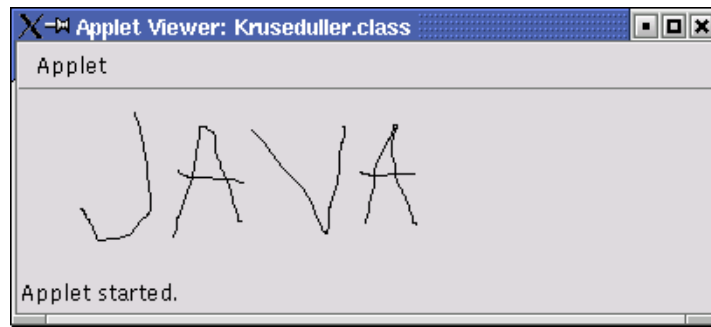 Applet Viewer: Kruseduller.class
Applet
JAVA
Applet started.